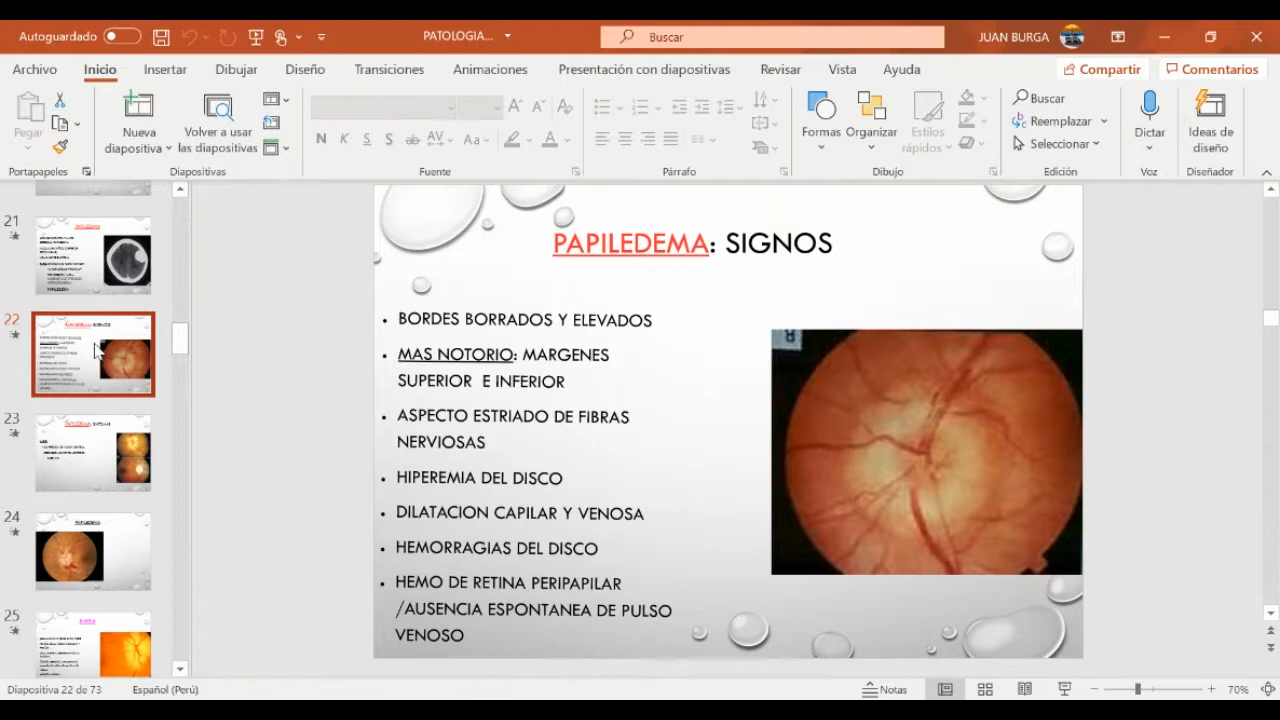 Autoguardado
PATOLOGIA...
Buscar
JUAN BURGA
Archivo Inicio Insertar Dibujar Diseño Transiciones Animaciones Presentación con diapositivas Revisar Vista Ayuda Compartir Comentarios
Pegar
Nueva diapositiva
Volver a usar las diapositivas
N K S S ab AV Aa A
Formas
Organizar
Estilos rápidos
Buscar
Reemplazar
Seleccionar
Dictar
Ideas de diseño
Portapapeles Diapositivas Fuente Párrafo Dibujo Edición Voz Diseñador
21
22
23
24
25
PAPILEDEMA: SIGNOS
• BORDES BORRADOS Y ELEVADOS
• MAS NOTORIO: MARGENES
SUPERIOR E INFERIOR
• ASPECTO ESTRIADO DE FIBRAS
NERVIOSAS
• HIPEREMIA DEL DISCO
• DILATACION CAPILAR Y VENOSA
• HEMORRAGIAS DEL DISCO
• HEMO DE RETINA PERIPAPILAR
/AUSENCIA ESPONTANEA DE PULSO
VENOSO
8
Diapositiva 22 de 73 Español (Perú) Notas 70%